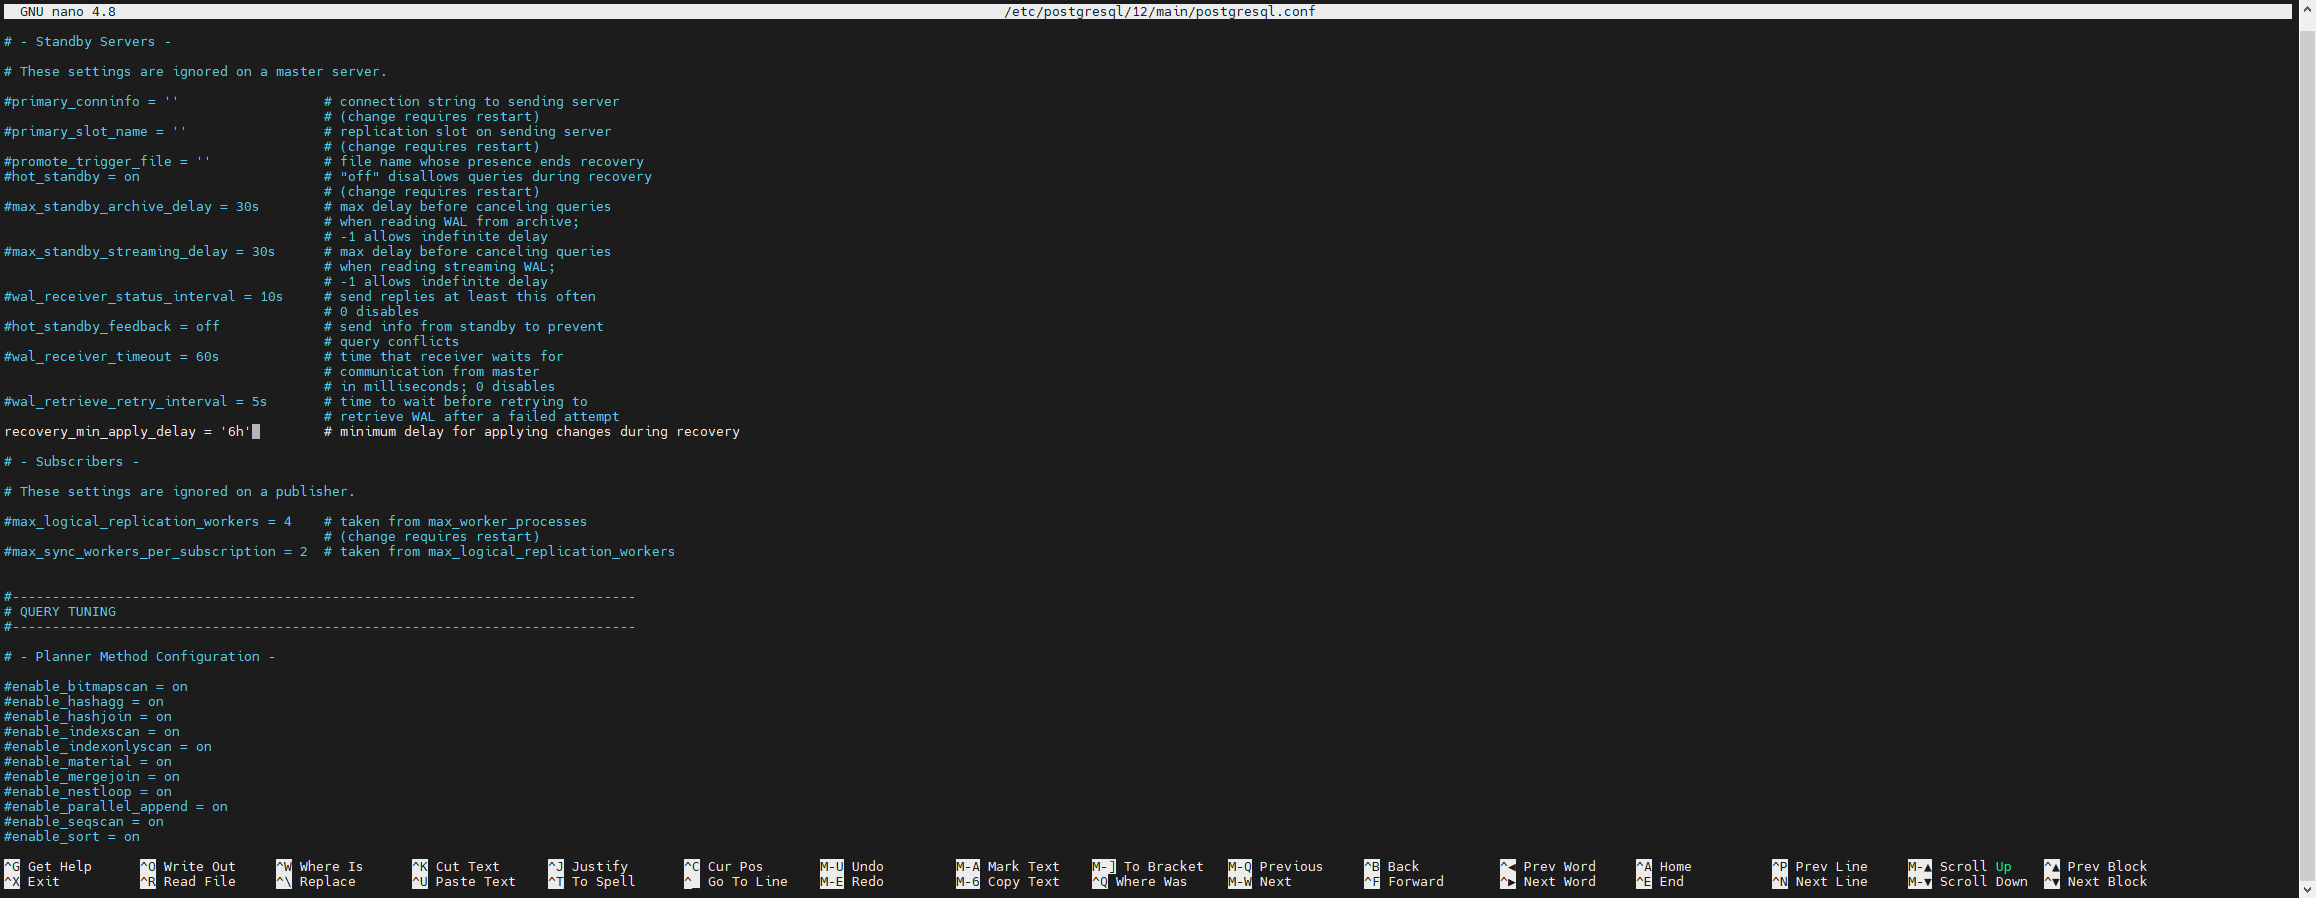 GNU nano 4.8 /etc/postgresql/12/main/postgresql.conf
# - Standby Servers -
# These settings are ignored on a master server.
#primary_conninfo = '' # connection string to sending server
# (change requires restart)
#primary_slot_name = '' # replication slot on sending server
# (change requires restart)
#promote_trigger_file = '' # file name whose presence ends recovery
#hot_standby = on # "off" disallows queries during recovery
# (change requires restart)
#max_standby_archive_delay = 30s # max delay before canceling queries
# when reading WAL from archive;
# -1 allows indefinite delay
#max_standby_streaming_delay = 30s # max delay before canceling queries
# when reading streaming WAL;
# -1 allows indefinite delay
#wal_receiver_status_interval = 10s # send replies at least this often
# 0 disables
#hot_standby_feedback = off # send info from standby to prevent
# query conflicts
#wal_receiver_timeout = 60s # time that receiver waits for
# communication from master
# in milliseconds; 0 disables
#wal_retrieve_retry_interval = 5s # time to wait before retrying to
# retrieve WAL after a failed attempt
recovery_min_apply_delay = '6h' # minimum delay for applying changes during recovery
# - Subscribers -
# These settings are ignored on a publisher.
#max_logical_replication_workers = 4 # taken from max_worker_processes
# (change requires restart)
#max_sync_workers_per_subscription = 2 # taken from max_logical_replication_workers
#------------------------------------------------------------------------------
# QUERY TUNING
#------------------------------------------------------------------------------
# - Planner Method Configuration -
#enable_bitmapscan = on
#enable_hashagg = on
#enable_hashjoin = on
#enable_indexscan = on
#enable_indexonlyscan = on
#enable_material = on
#enable_mergejoin = on
#enable_nestloop = on
#enable_parallel_append = on
#enable_seqscan = on
#enable_sort = on
^G Get Help ^O Write Out ^W Where Is ^K Cut Text ^J Justify ^C Cur Pos M-U Undo M-A Mark Text M-] To Bracket M-Q Previous ^B Back ^◀ Prev Word ^A Home ^P Prev Line M-▲ Scroll Up ^▲ Prev Block
^X Exit ^R Read File ^\ Replace ^U Paste Text ^T To Spell ^_ Go To Line M-E Redo M-6 Copy Text ^Q Where Was M-W Next ^F Forward ^▶ Next Word ^E End ^N Next Line M-▼ Scroll Down ^▼ Next Block